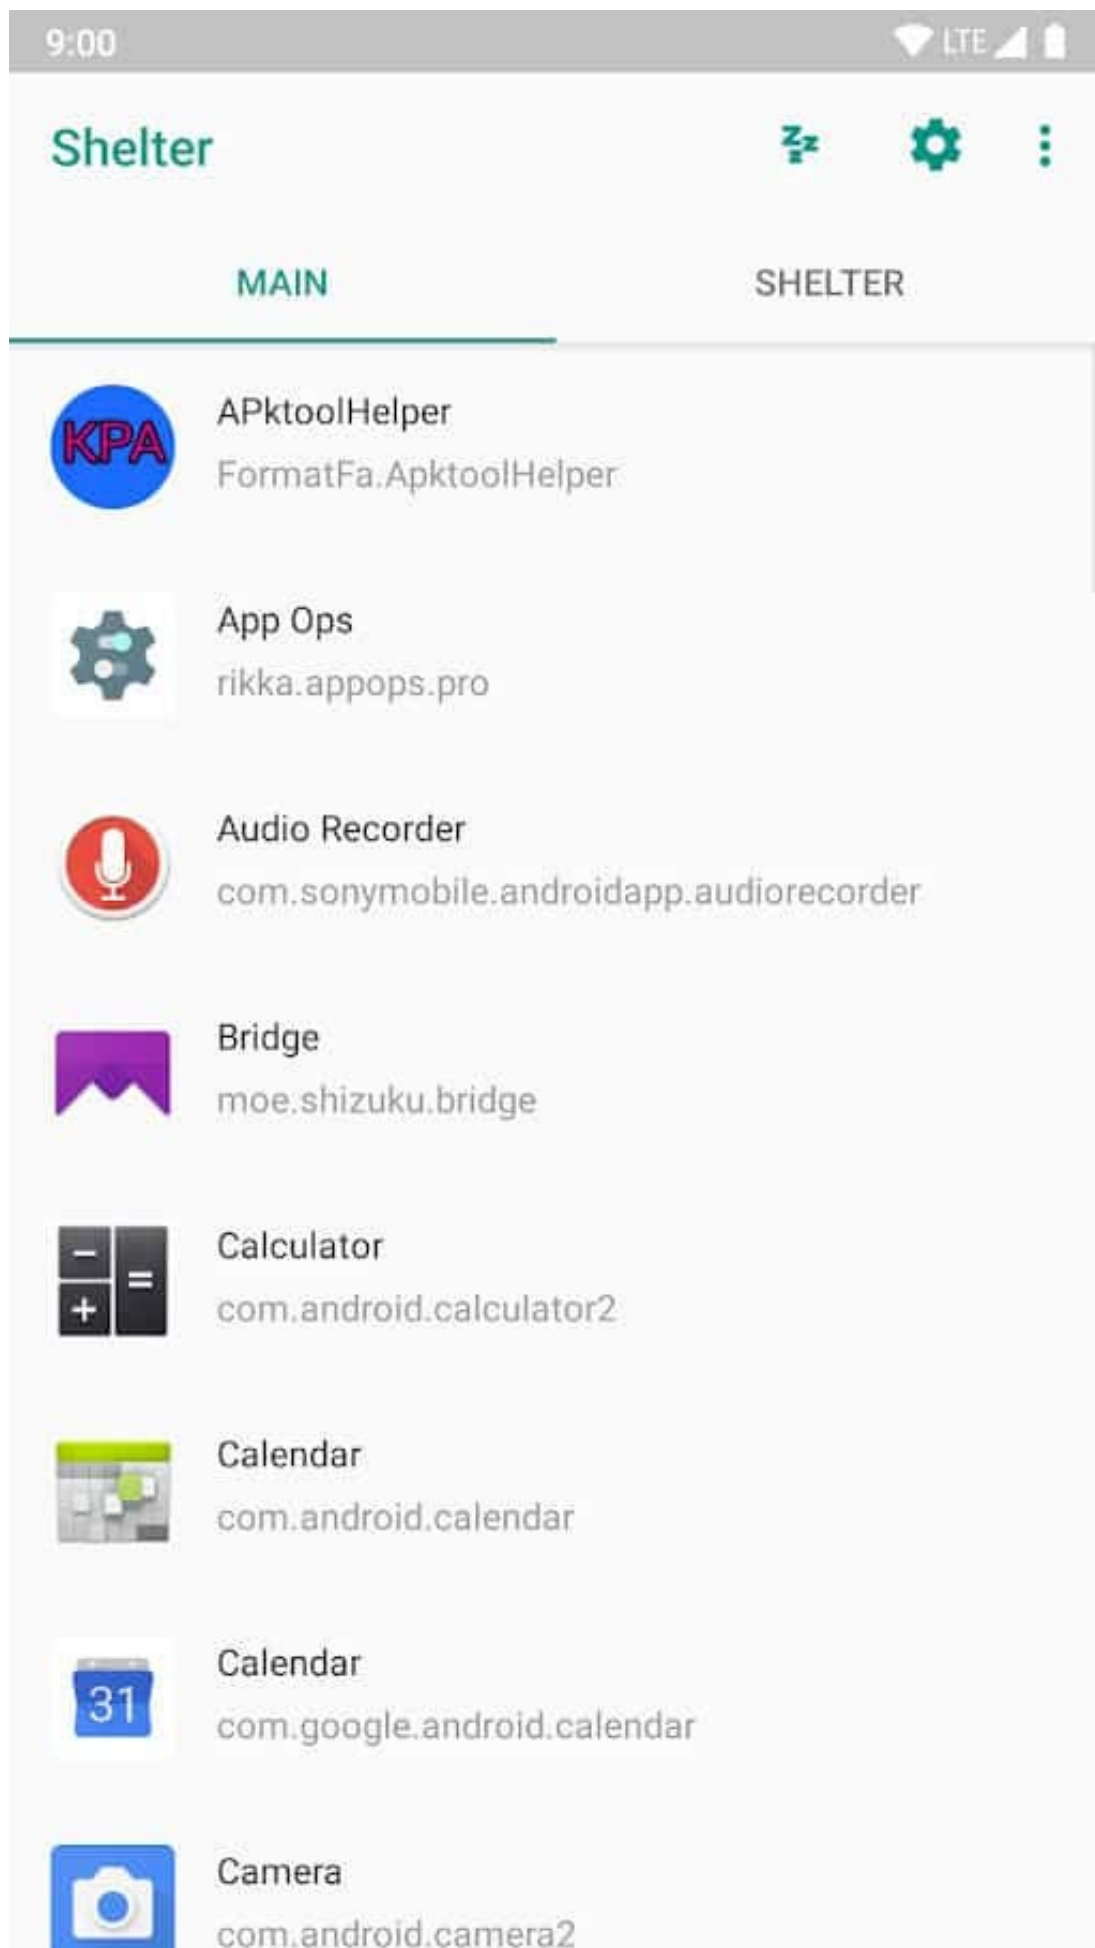 9:00 LTE
Shelter
MAIN SHELTER
KPA
APktoolHelper
FormatFa.ApktoolHelper
App Ops
rikka.appops.pro
Audio Recorder
com.sonymobile.androidapp.audiorecorder
Bridge
moe.shizuku.bridge
Calculator
com.android.calculator2
Calendar
com.android.calendar
31
Calendar
com.google.android.calendar
Camera
com.android.camera2